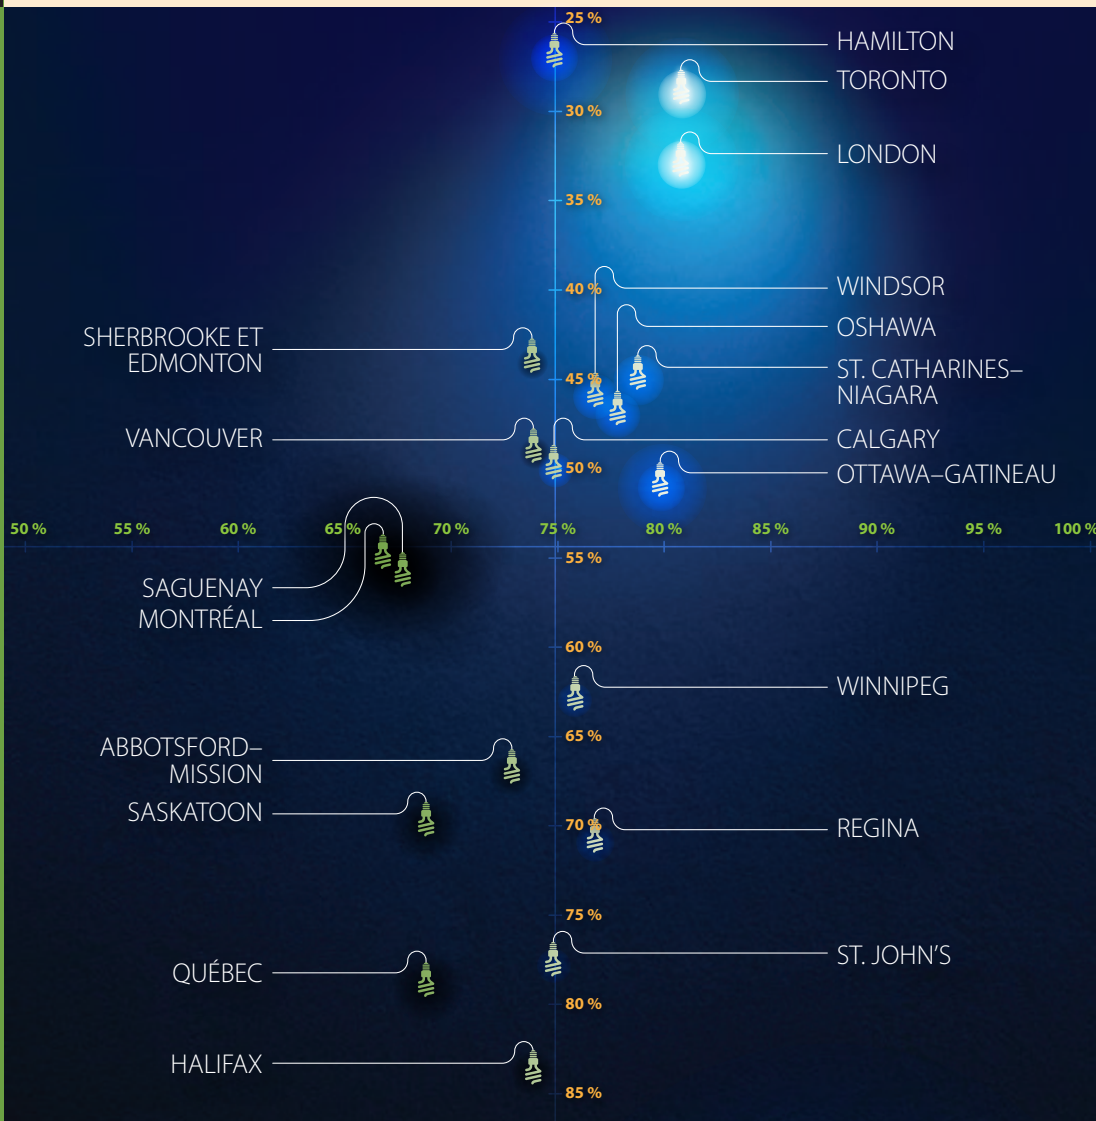 25 %
HAMILTON
TORONTO
30 %
LONDON
35 %
WINDSOR
40 %
OSHAWA
SHERBROOKE ET
EDMONTON
ST. CATHARINES–
NIAGARA
45 %
VANCOUVER
CALGARY
50 %
OTTAWA–GATINEAU
50 % 55 % 60 % 65 % 70 % 75 % 80 % 85 % 90 % 95 % 100 %
55 %
SAGUENAY
MONTRÉAL
60 %
WINNIPEG
65 %
ABBOTSFORD–
MISSION
SASKATOON
70 %
REGINA
75 %
ST. JOHN'S
QUÉBEC
80 %
HALIFAX
85 %